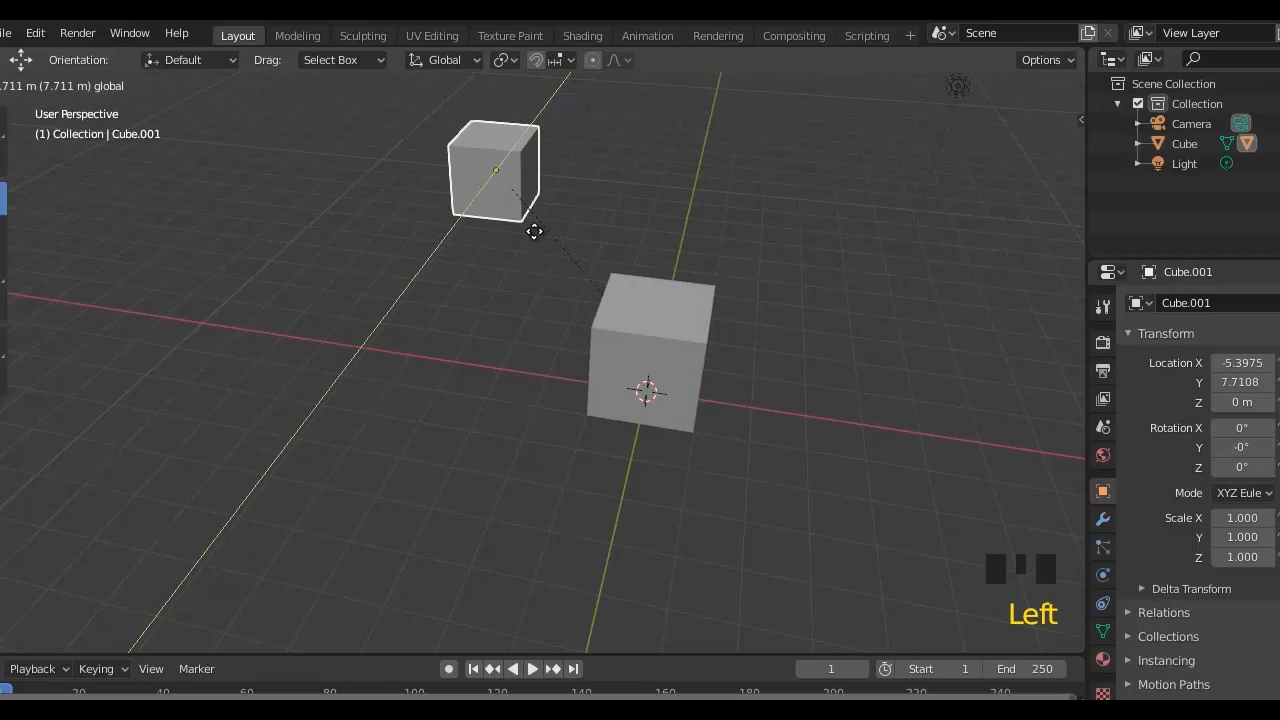 ile Edit Render Window Help Layout Modeling Sculpting UV Editing Texture Paint Shading Animation Rendering Compositing Scripting + Scene View Layer
Orientation: Default Drag: Select Box Global Options
.711 m (7.711 m) global
User Perspective
(1) Collection | Cube.001
Scene Collection
Collection
Camera
Cube
Light
Cube.001
Cube.001
Transform
Location X -5.3975
Y 7.7108
Z 0 m
Rotation X 0°
Y -0°
Z 0°
Mode XYZ Eule
Scale X 1.000
Y 1.000
Z 1.000
Delta Transform
Relations
Collections
Instancing
Motion Paths
Left
Playback Keying View Marker 1 Start 1 End 250
20 40 60 80 100 120 140 160 180 200 220 240